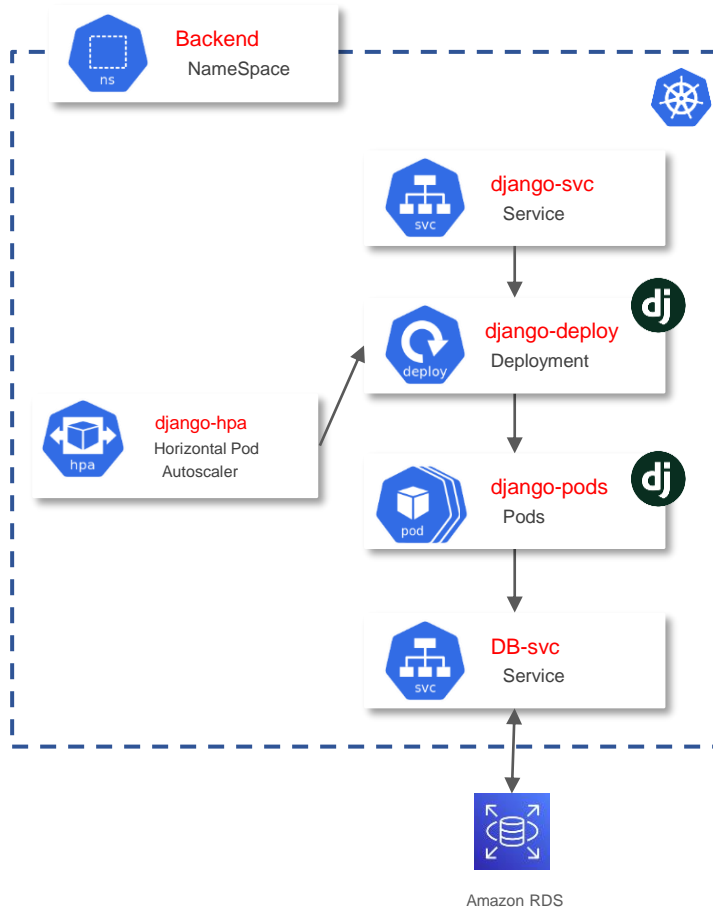 Backend
NameSpace
ns
django-svc
Service
svc
dj
django-deploy
Deployment
deploy
django-hpa
Horizontal Pod
Autoscaler
hpa
dj
django-pods
Pods
pod
DB-svc
Service
svc
Amazon RDS